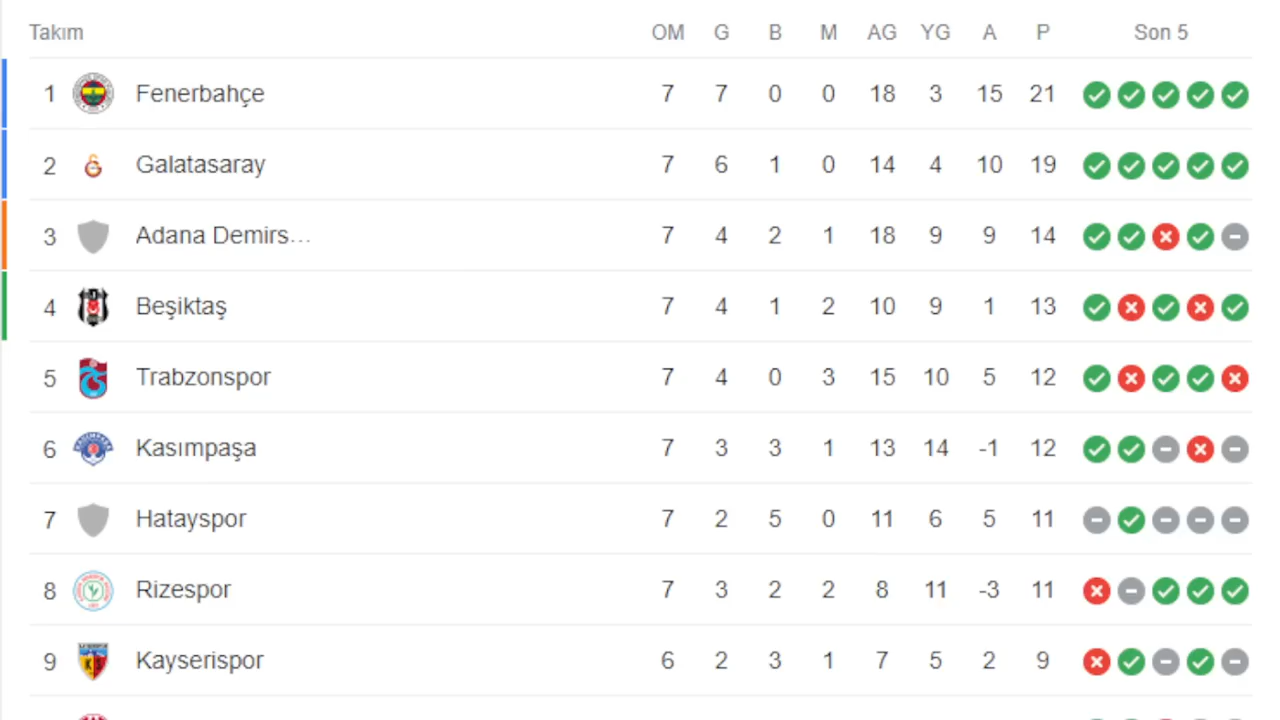 Takım OM G B M AG YG A P Son 5
1 Fenerbahçe 7 7 0 0 18 3 15 21
2 Galatasaray 7 6 1 0 14 4 10 19
3 Adana Demirs... 7 4 2 1 18 9 9 14
4 Beşiktaş 7 4 1 2 10 9 1 13
5 Trabzonspor 7 4 0 3 15 10 5 12
6 Kasımpaşa 7 3 3 1 13 14 -1 12
7 Hatayspor 7 2 5 0 11 6 5 11
8 Rizespor 7 3 2 2 8 11 -3 11
9 Kayserispor 6 2 3 1 7 5 2 9